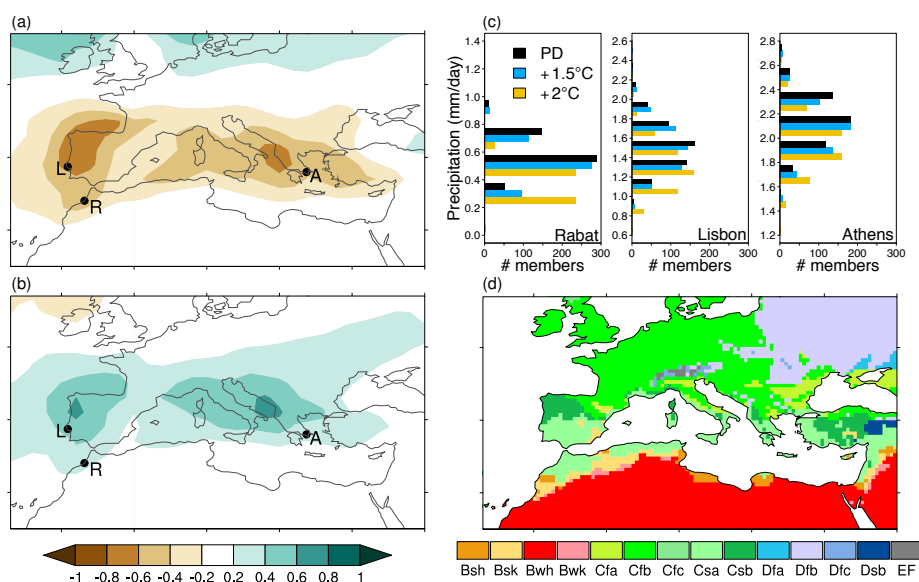 (a)
L
A
R
(b)
L
A
R
-1 -0.8 -0.6 -0.4 -0.2 0.2 0.4 0.6 0.8 1
(c)
Precipitation (mm/day)
1.2
1.0
0.8
0.6
0.4
0.2
0.0
PD
+1.5°C
+2°C
Rabat
0 100 200 300
# members
2.6
2.4
2.2
2.0
1.8
1.6
1.4
1.2
1.0
0.8
0.6
Lisbon
0 100 200 300
# members
2.8
2.6
2.4
2.2
2.0
1.8
1.6
1.4
1.2
Athens
0 100 200 300
# members
(d)
Bsh Bsk Bwh Bwk Cfa Cfb Cfc Csa Csb Dfa Dfb Dfc Dsb EF